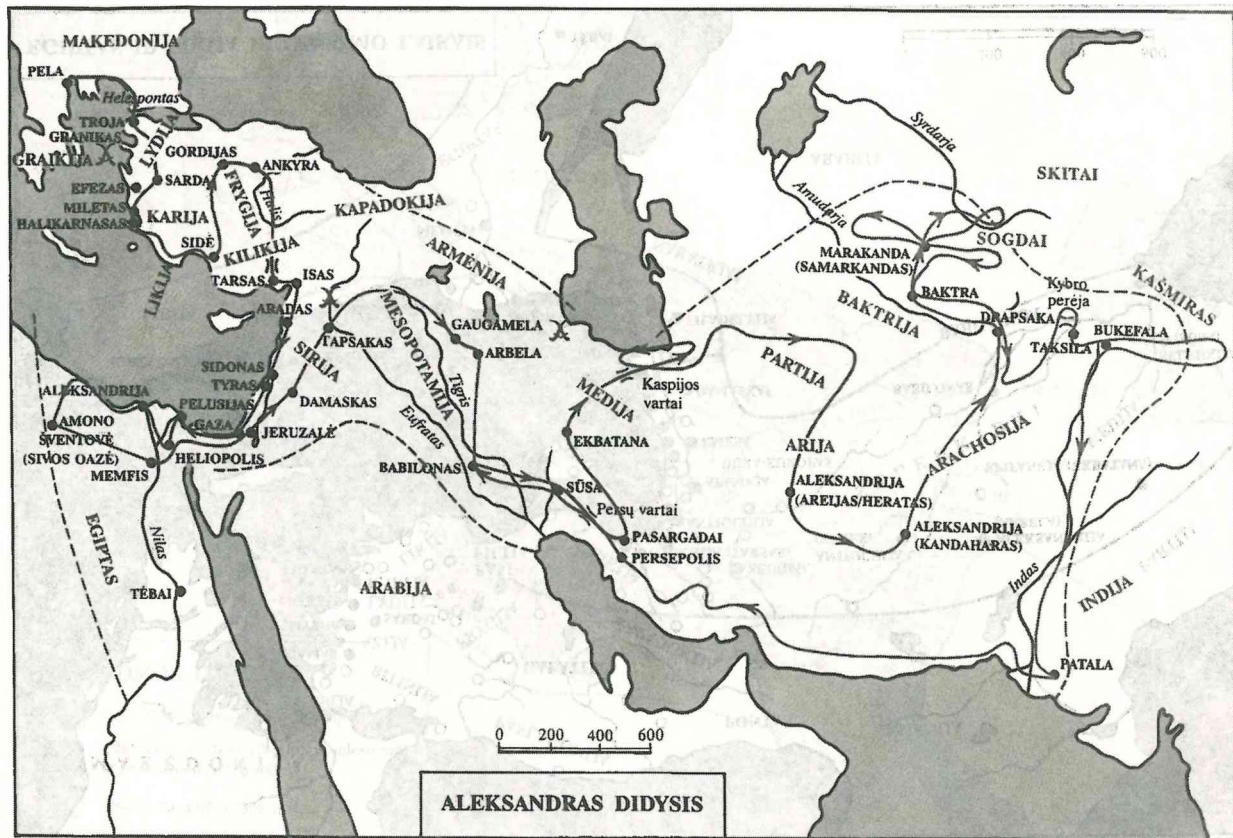 MAKEDONIJA
PELA
Helespontas
TROJA
GRANIKAS
GRAIKIJA
LYDIJA
GORDIJAS
ANKYRA
SARDAI
EFEZAS
FRYGIJA
Halis
MILETAS
HALIKARNASAS
KARIJA
KAPADOKIJA
SIDĖ
KILIKIJA
LIKIJA
TARSAS
ISAS
ARMĖNIJA
ARADAS
MESOPOTAMIJA
GAUGAMELA
TAPSAKAS
ARBELA
SIRIJA
SIDONAS
TYRAS
Tigris
Eufratas
ALEKSANDRIJA
PELUSIJAS
DAMASKAS
AMONO
ŠVENTOVĖ
(SIVOS OAZĖ)
GAZA
JERUZALĖ
HELIOPOLIS
MEMFIS
BABILONAS
EGIPTAS
Nilas
TĖBAI
ARABIJA
SŪSA
Persų vartai
PASARGADAI
PERSEPOLIS
EKBATANA
MEDIJA
Kaspijos
vartai
PARTIJA
ARIJA
ALEKSANDRIJA
(AREIJAS/HERATAS)
ARACHOSIJA
ALEKSANDRIJA
(KANDAHARAS)
Syrdarja
SKITAI
Amudarja
SOGDAI
MARAKANDA
(SAMARKANDAS)
BAKTRA
BAKTRIJA
DRAPSAKA
Kybro
perėja
KAŠMIRAS
TAKSILA
BUKEFALA
Indas
INDIJA
PATALA
0 200 400 600
ALEKSANDRAS DIDYSIS